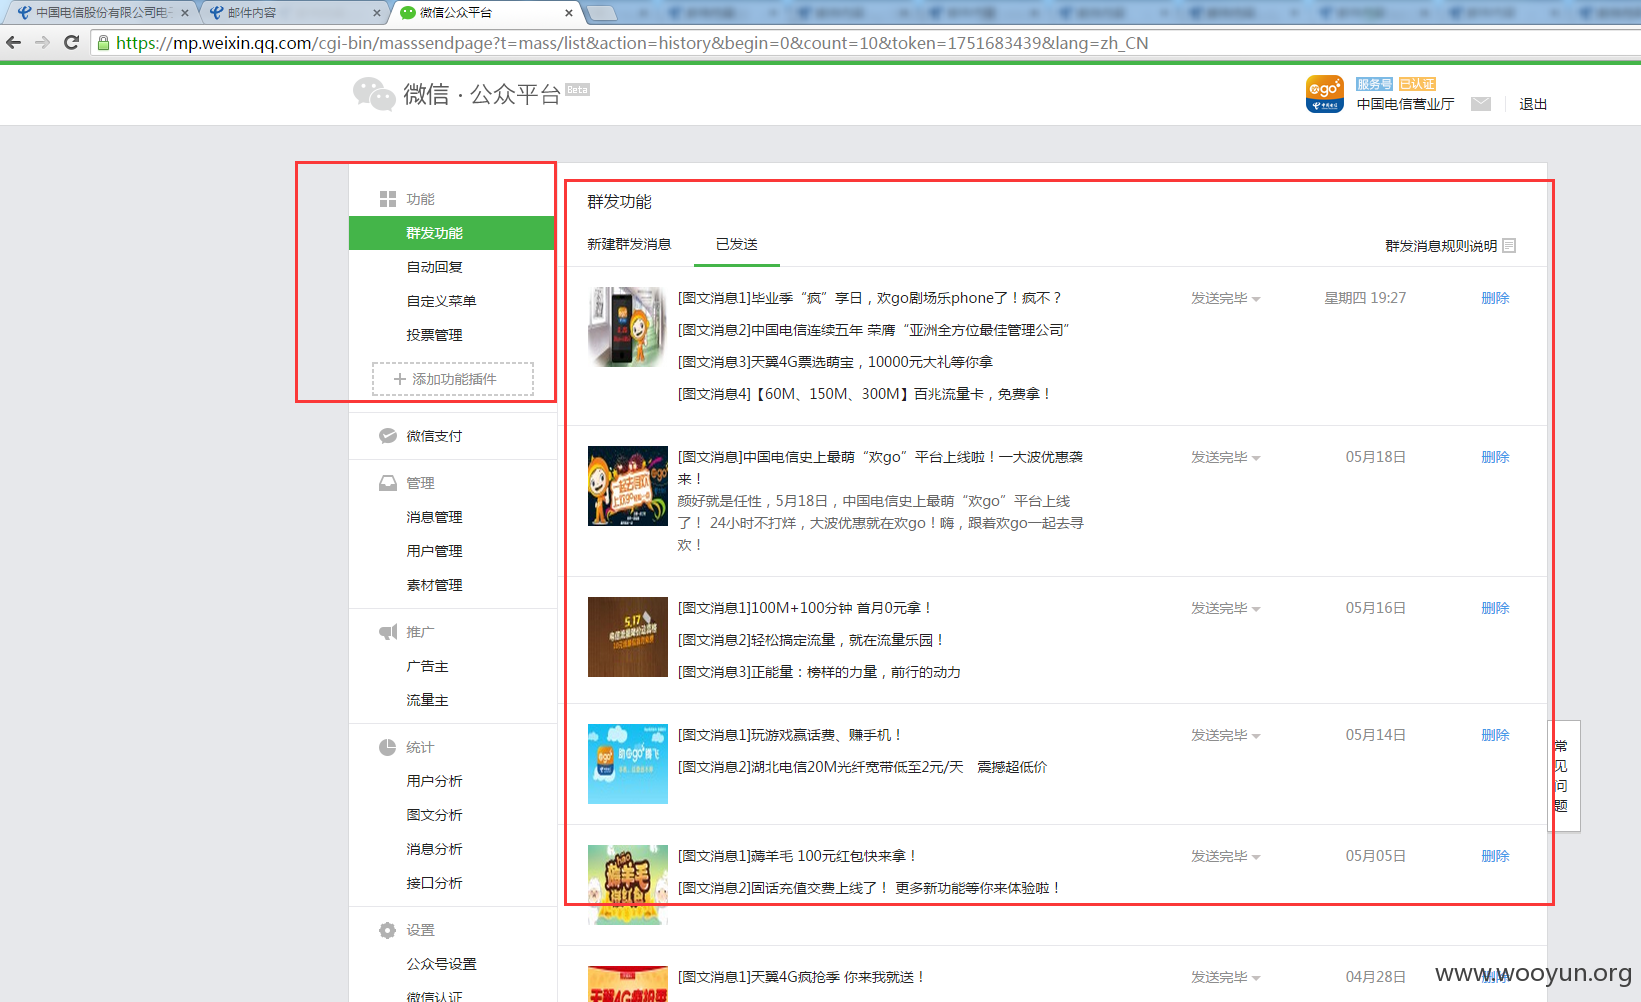 中国电信股份有限公司电子
邮件内容
微信公众平台
https://mp.weixin.qq.com/cgi-bin/masssendpage?t=mass/list&action=history&begin=0&count=10&token=1751683439&lang=zh_CN
微信·公众平台 Beta
服务号 已认证
中国电信营业厅
退出
功能
群发功能
自动回复
自定义菜单
投票管理
+ 添加功能插件
微信支付
管理
消息管理
用户管理
素材管理
推广
广告主
流量主
统计
用户分析
图文分析
消息分析
接口分析
设置
公众号设置
微信认证
群发功能
新建群发消息 已发送 群发消息规则说明
[图文消息1]毕业季“疯”享日，欢go剧场乐phone了！疯不？ 发送完毕 星期四 19:27 删除
[图文消息2]中国电信连续五年 荣膺“亚洲全方位最佳管理公司”
[图文消息3]天翼4G票选萌宝，10000元大礼等你拿
[图文消息4]【60M、150M、300M】百兆流量卡，免费拿！
[图文消息]中国电信史上最萌“欢go”平台上线啦！一大波优惠袭 发送完毕 05月18日 删除
来！
颜好就是任性，5月18日，中国电信史上最萌“欢go”平台上线
了！ 24小时不打烊，大波优惠就在欢go！嗨，跟着欢go一起去寻
欢！
[图文消息1]100M+100分钟 首月0元拿！ 发送完毕 05月16日 删除
[图文消息2]轻松搞定流量，就在流量乐园！
[图文消息3]正能量：榜样的力量，前行的动力
[图文消息1]玩游戏赢话费、赚手机！ 发送完毕 05月14日 删除
[图文消息2]湖北电信20M光纤宽带低至2元/天 震撼超低价
[图文消息1]薅羊毛 100元红包快来拿！ 发送完毕 05月05日 删除
[图文消息2]固话充值交费上线了！ 更多新功能等你来体验啦！
[图文消息1]天翼4G疯抢季 你来我就送！ 发送完毕 04月28日 删除
常见问题
www.wooyun.org